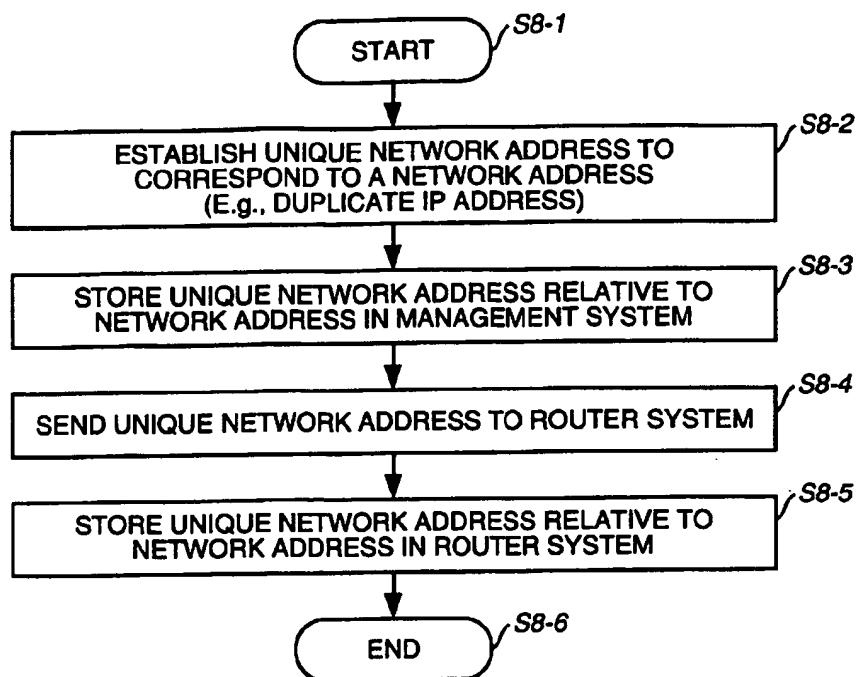 START
S8-1
ESTABLISH UNIQUE NETWORK ADDRESS TO
CORRESPOND TO A NETWORK ADDRESS
(E.g., DUPLICATE IP ADDRESS)
S8-2
STORE UNIQUE NETWORK ADDRESS RELATIVE TO
NETWORK ADDRESS IN MANAGEMENT SYSTEM
S8-3
SEND UNIQUE NETWORK ADDRESS TO ROUTER SYSTEM
S8-4
STORE UNIQUE NETWORK ADDRESS RELATIVE TO
NETWORK ADDRESS IN ROUTER SYSTEM
S8-5
END
S8-6